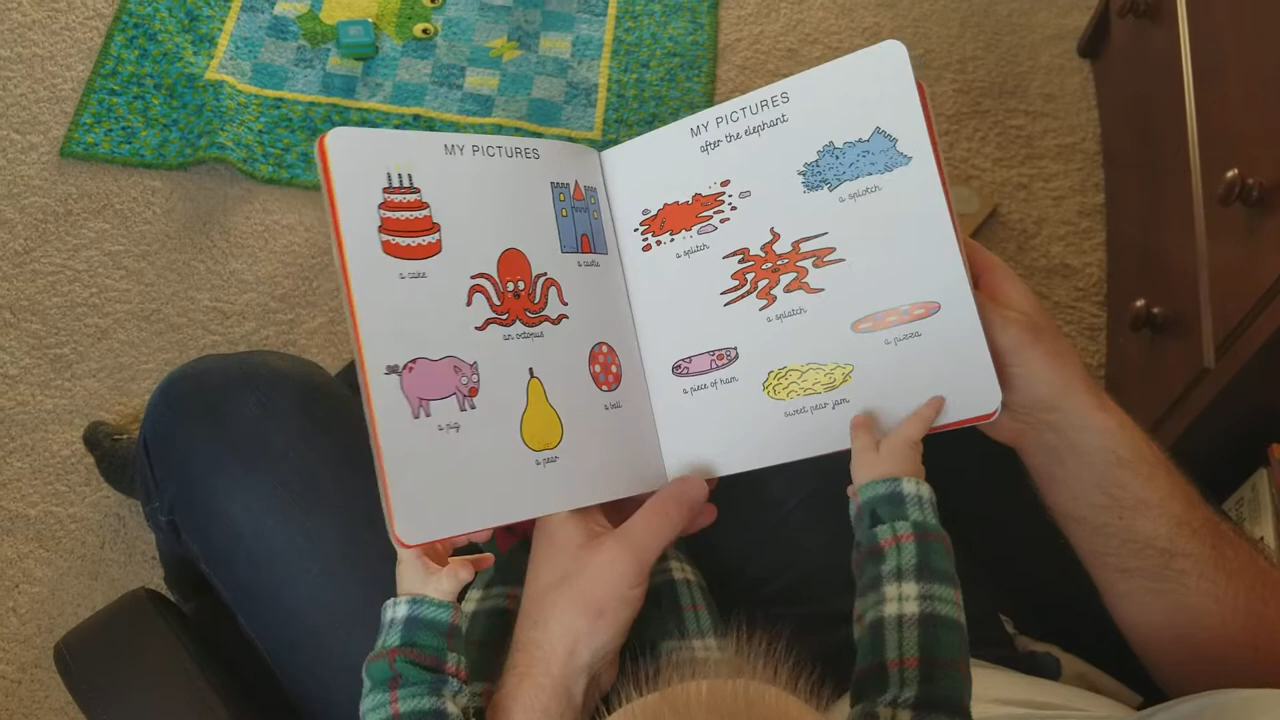 MY PICTURES
a cake
a castle
an octopus
a pig
a pear
a ball
MY PICTURES
after the elephant
a splitch
a splotch
a splatch
a pizza
a piece of ham
sweet pear jam